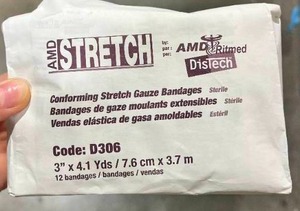 AMD STRETCH
by:
par:
por:
AMD Ritmed
DisTech
Conforming Stretch Gauze Bandages Sterile
Bandages de gaze moulants extensibles Stérile
Vendas elástica de gasa amoldables Estéril
Code: D306
3" x 4.1 Yds / 7.6 cm x 3.7 m
12 bandages / bandages / vendas